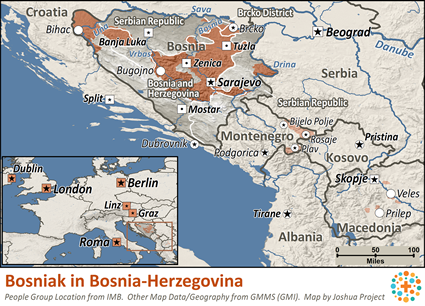 Croatia
Sava
Brcko District
Serbian Republic
Bihac
Una
Bosna
Brcko
Beograd
Banja Luka
Vrbas
Bosnia
Tuzla
Danube
Zenica
Bugojno
Drina
Sarajevo
Serbia
Bosnia and
Herzegovina
Split
Serbian Republic
Mostar
Bijelo Polje
Montenegro
Rosaje
Pristina
Dubrovnik
Plav
Podgorica
Kosovo
Dublin
Berlin
London
Skopje
Linz
Veles
Graz
Tirane
Prilep
Roma
Macedonia
Albania
0 50
Miles
Bosniak in Bosnia-Herzegovina
People Group Location from IMB. Other Map Data/Geography from GMMS (GMI). Map by Joshua Project